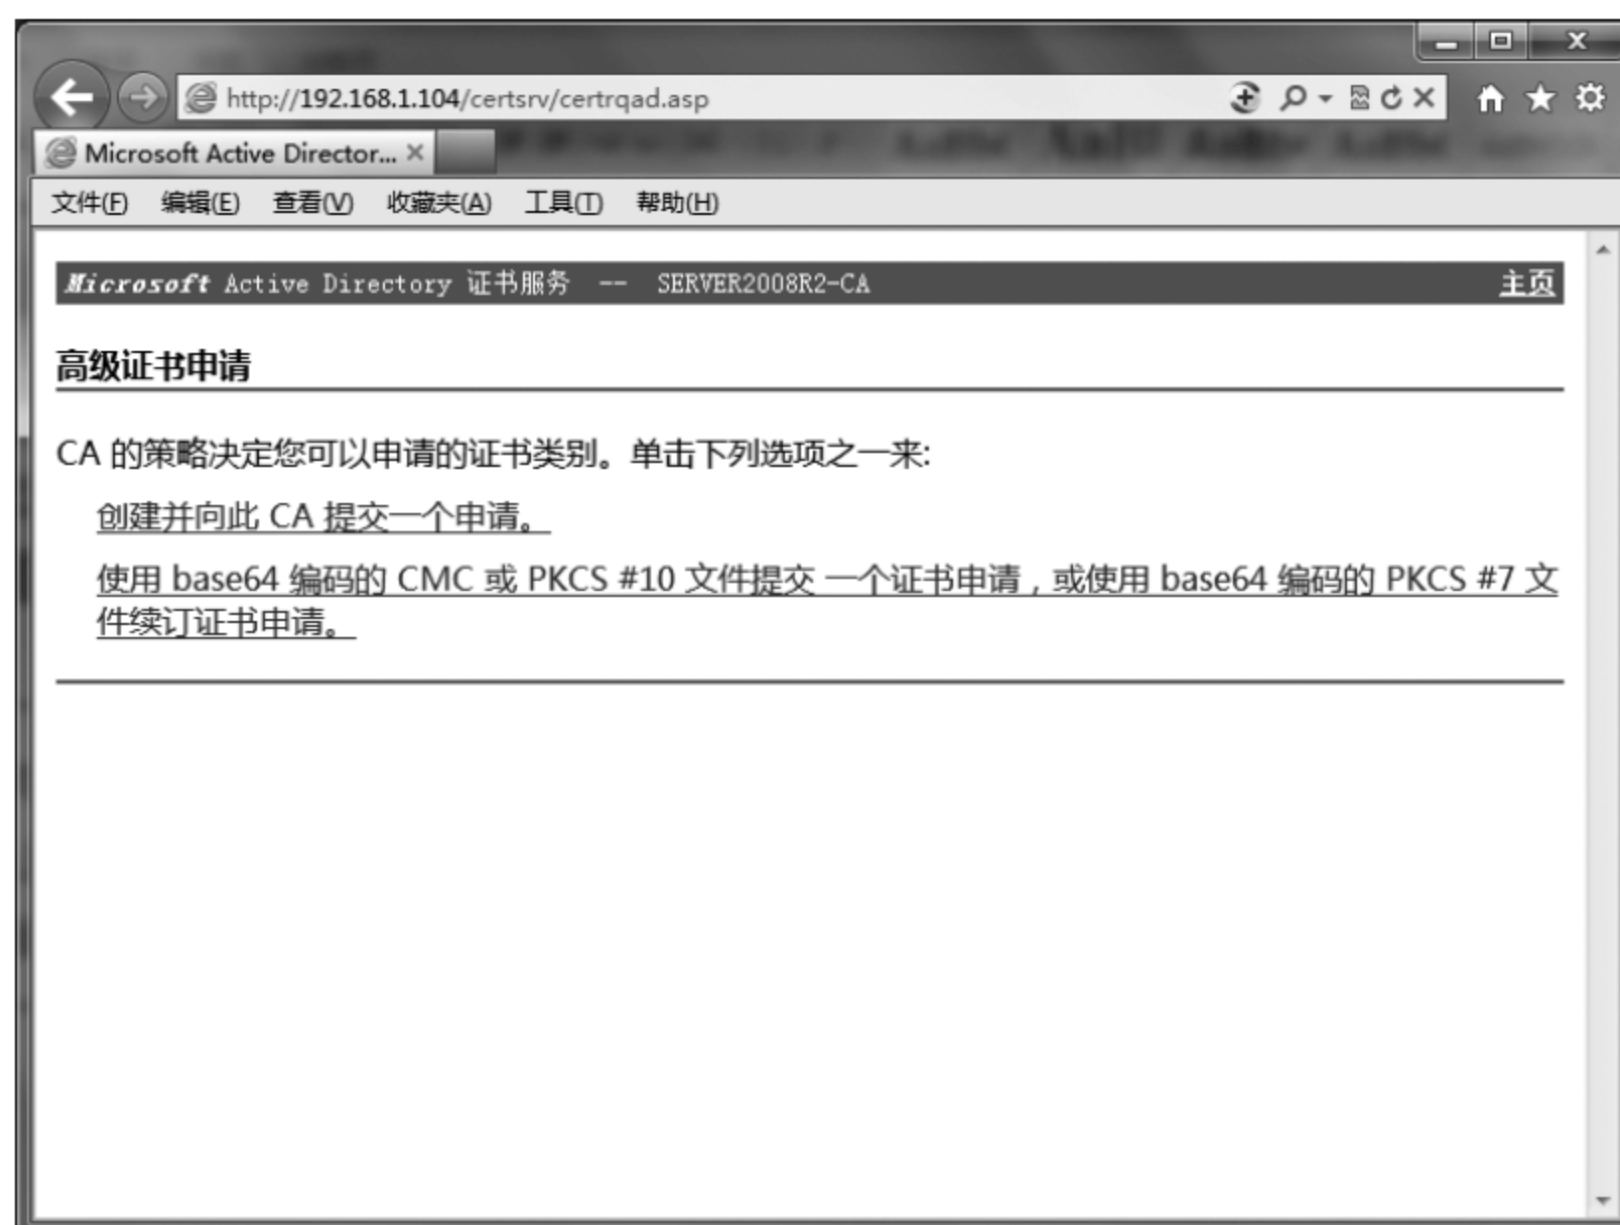 http://192.168.1.104/certsrv/certrqad.asp
Microsoft Active Director...
文件(F) 编辑(E) 查看(V) 收藏夹(A) 工具(T) 帮助(H)
Microsoft Active Directory 证书服务 -- SERVER2008R2-CA 主页
高级证书申请
CA 的策略决定您可以申请的证书类别。单击下列选项之一来:
创建并向此 CA 提交一个申请。
使用 base64 编码的 CMC 或 PKCS #10 文件提交 一个证书申请，或使用 base64 编码的 PKCS #7 文
件续订证书申请。